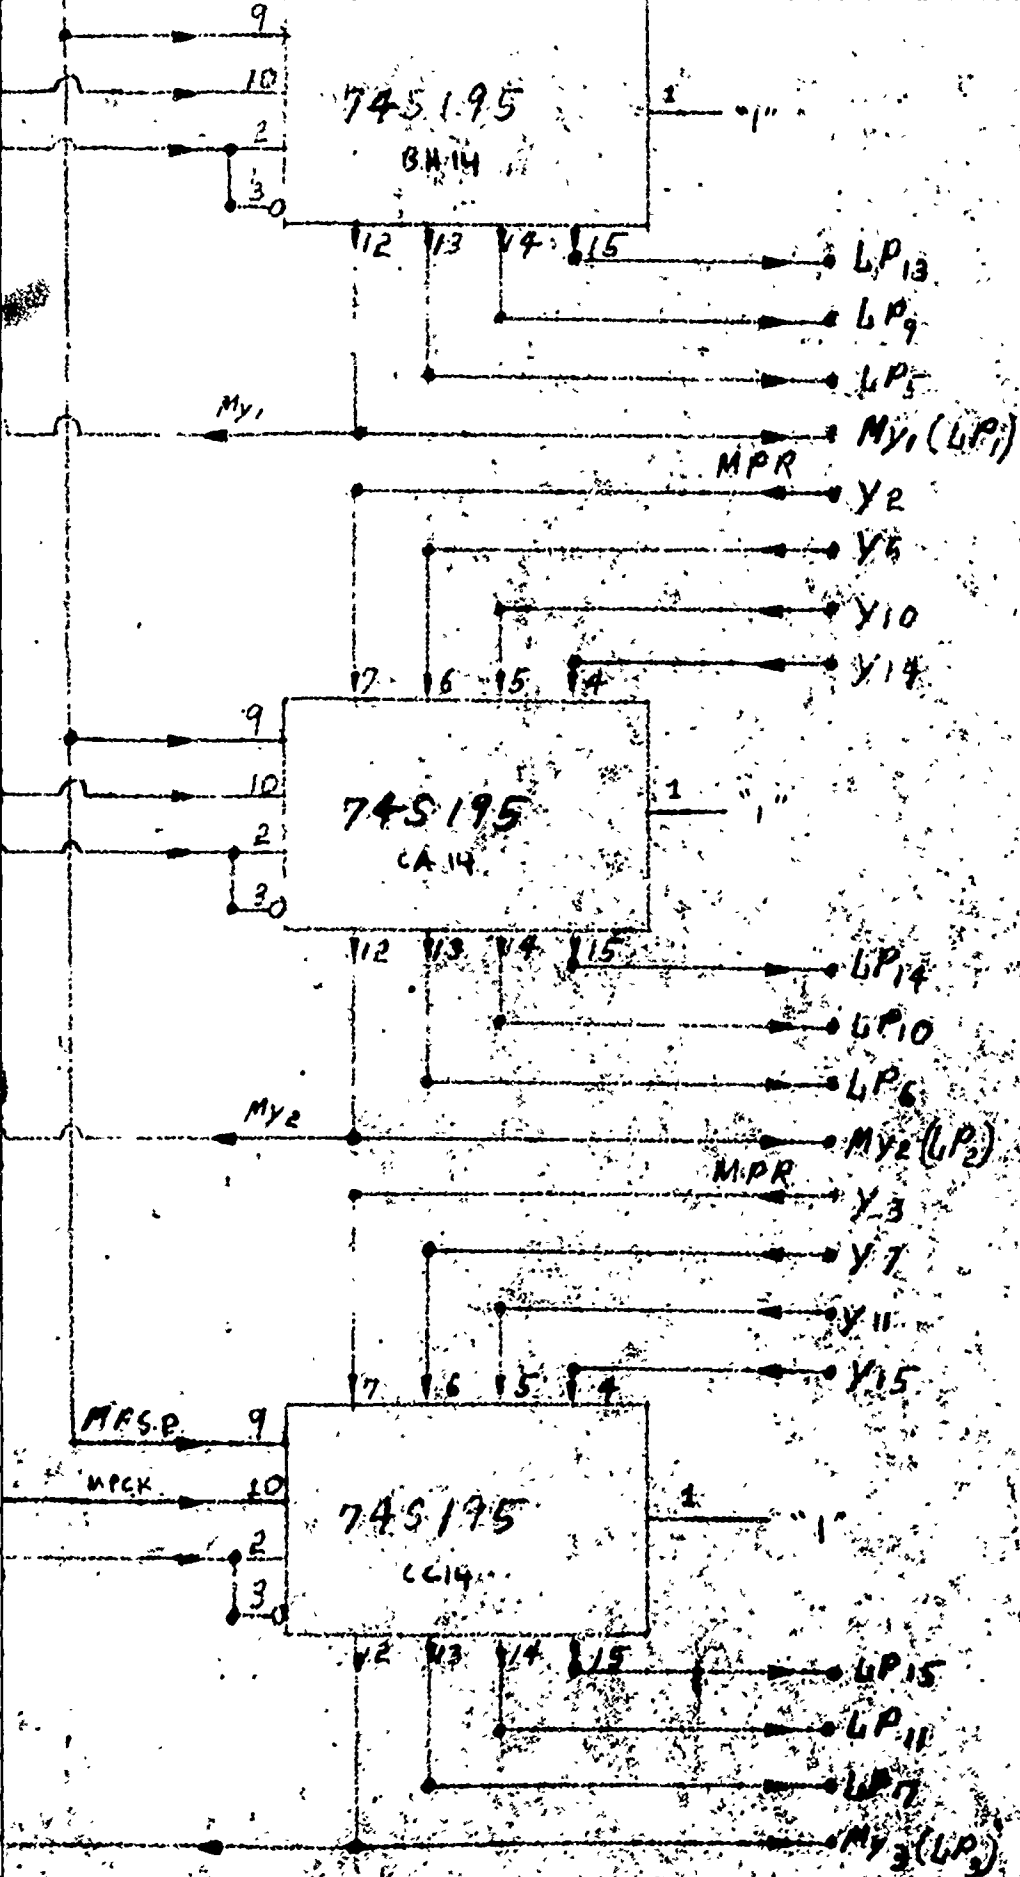 9
10
2
3
74S195
BH14
1 "1"
12 13 14 15
LP13
LP9
LP5
My1
My1 (LP1)
MPR
Y2
Y6
Y10
Y14
7 6 5 4
9
10
2
3
74S195
CA14
1 "1"
12 13 14 15
LP14
LP10
LP6
My2
My2 (LP2)
MPR
Y3
Y7
Y11
Y15
7 6 5 4
9
MPCK
10
2
3
74S195
CC14
1 "1"
12 13 14 15
LP15
LP11
LP7
My3 (LP3)